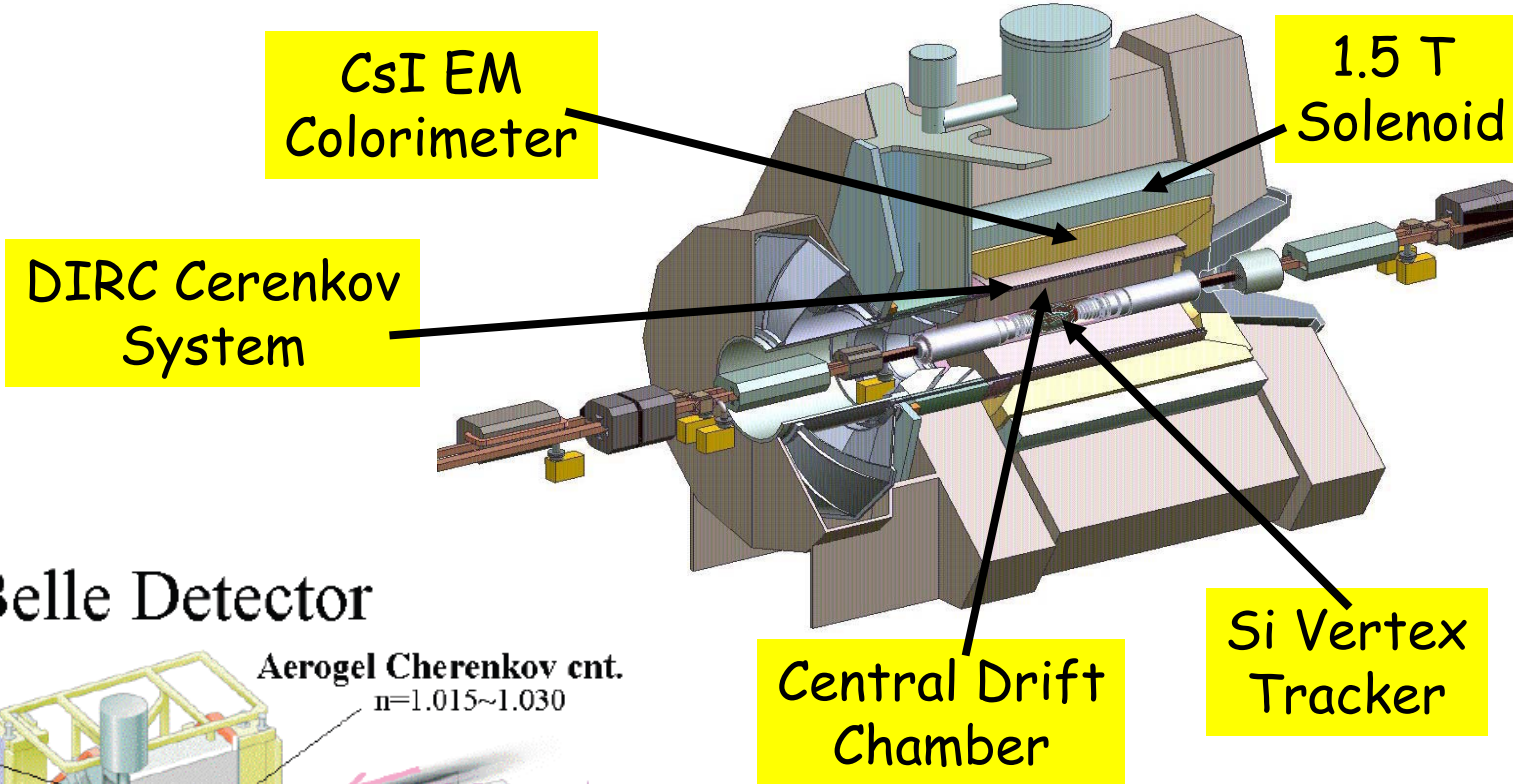 CsI EM
Colorimeter
1.5 T
Solenoid
DIRC Cerenkov
System
Si Vertex
Tracker
Central Drift
Chamber
Belle Detector
Aerogel Cherenkov cnt.
n=1.015~1.030